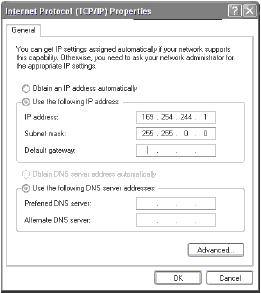 Internet Protocol (TCP/IP) Properties
General
You can get IP settings assigned automatically if your network supports
this capability. Otherwise, you need to ask your network administrator for
the appropriate IP settings.
Obtain an IP address automatically
Use the following IP address:
IP address: 169 . 254 . 244 . 1
Subnet mask: 255 . 255 . 0 . 0
Default gateway: . . .
Obtain DNS server address automatically
Use the following DNS server addresses:
Preferred DNS server: . . .
Alternate DNS server: . . .
Advanced...
OK Cancel